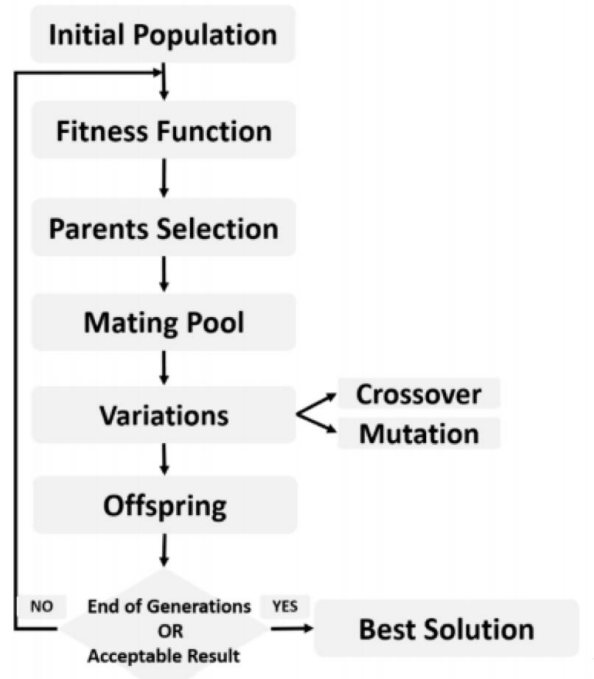 Initial Population
Fitness Function
Parents Selection
Mating Pool
Variations
Crossover
Mutation
Offspring
NO
End of Generations
OR
Acceptable Result
YES
Best Solution